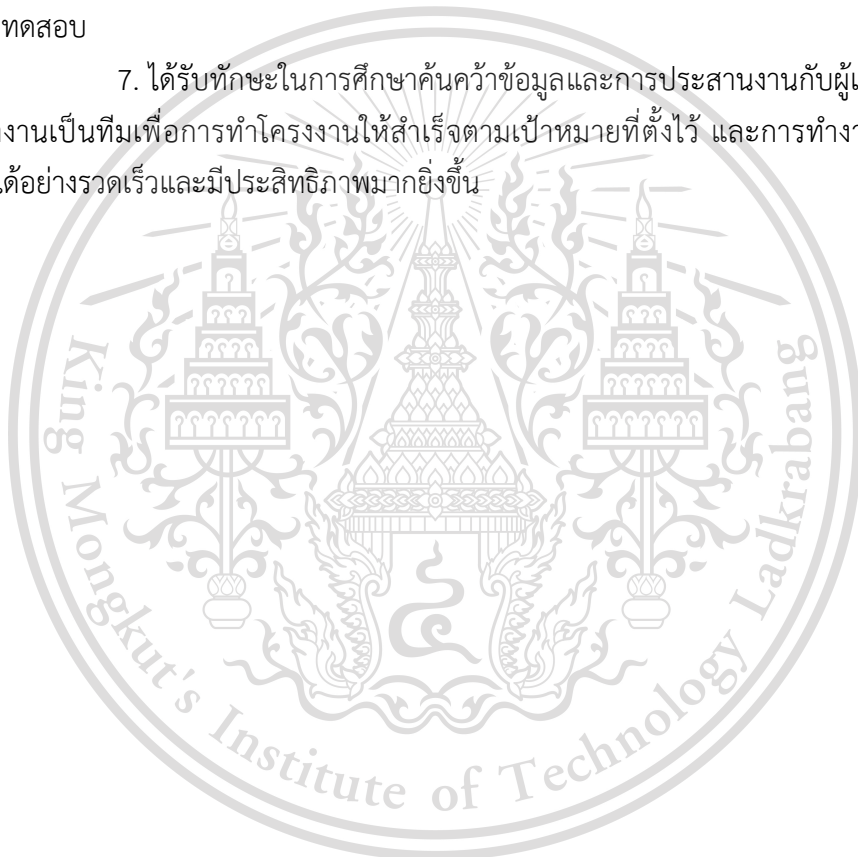 ทดสอบ
7. ได้รับทักษะในการศึกษาค้นคว้าข้อมูลและการประสานงานกับผู้
งานเป็นทีมเพื่อการทำโครงงานให้สำเร็จตามเป้าหมายที่ตั้งไว้ และการทำงา
ได้อย่างรวดเร็วและมีประสิทธิภาพมากยิ่งขึ้น
King Mongkut's Institute of Technology Ladkrabang